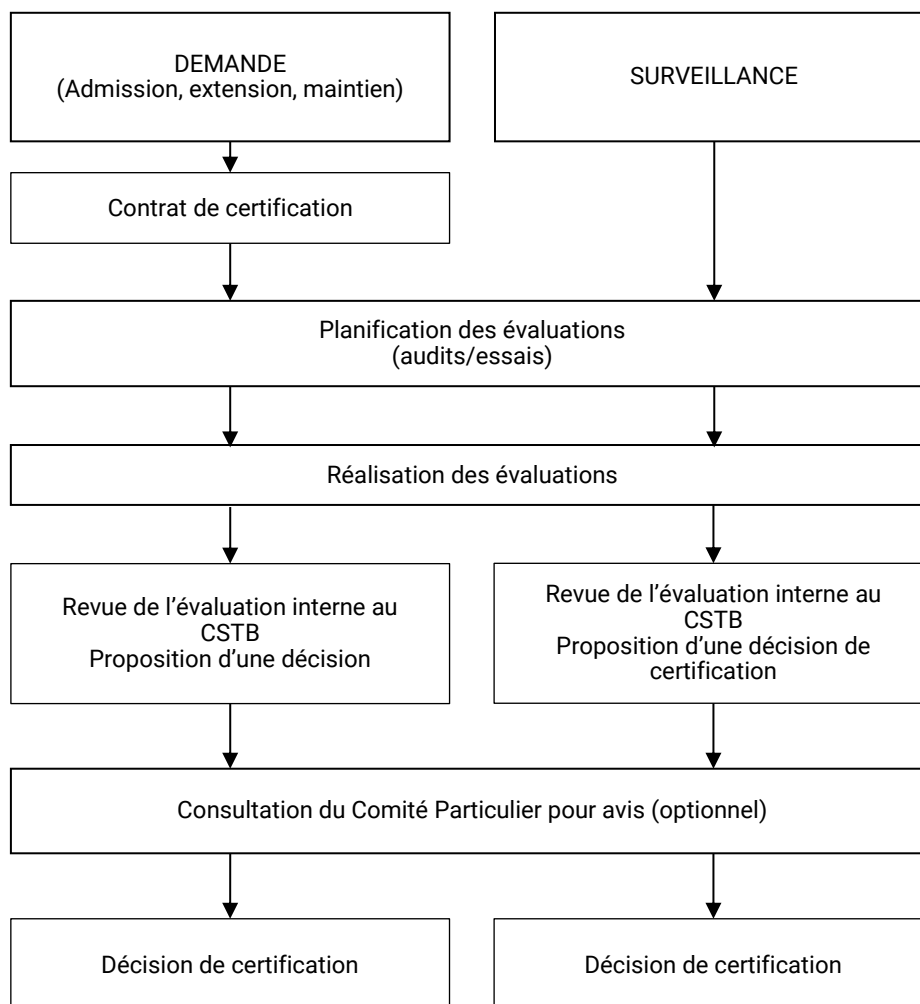 DEMANDE
(Admission, extension, maintien)
SURVEILLANCE
Contrat de certification
Planification des évaluations
(audits/essais)
Réalisation des évaluations
Revue de l’évaluation interne au
CSTB
Proposition d’une décision
Revue de l’évaluation interne au
CSTB
Proposition d’une décision de
certification
Consultation du Comité Particulier pour avis (optionnel)
Décision de certification
Décision de certification